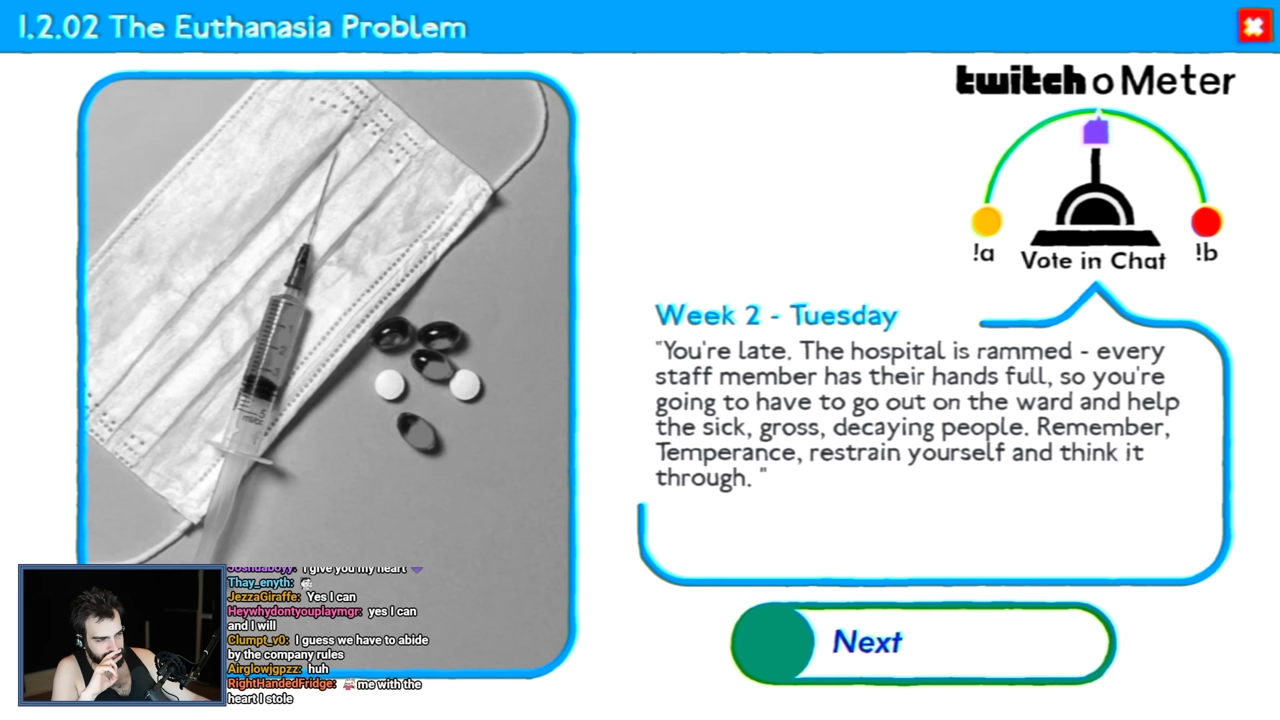 1.2.02 The Euthanasia Problem
twitch o Meter
!a
Vote in Chat
!b
Week 2 - Tuesday
"You're late. The hospital is rammed - every
staff member has their hands full, so you're
going to have to go out on the ward and help
the sick, gross, decaying people. Remember,
Temperance, restrain yourself and think it
through. "
Next
Joshuaboyy: I give you my heart
Thay_enyth:
JezzaGiraffe: Yes I can
Heywhydontyouplaymgr: yes I can
and I will
Clumpt_v0: I guess we have to abide
by the company rules
Airglowjgpzz: huh
RightHandedFridge: me with the
heart I stole